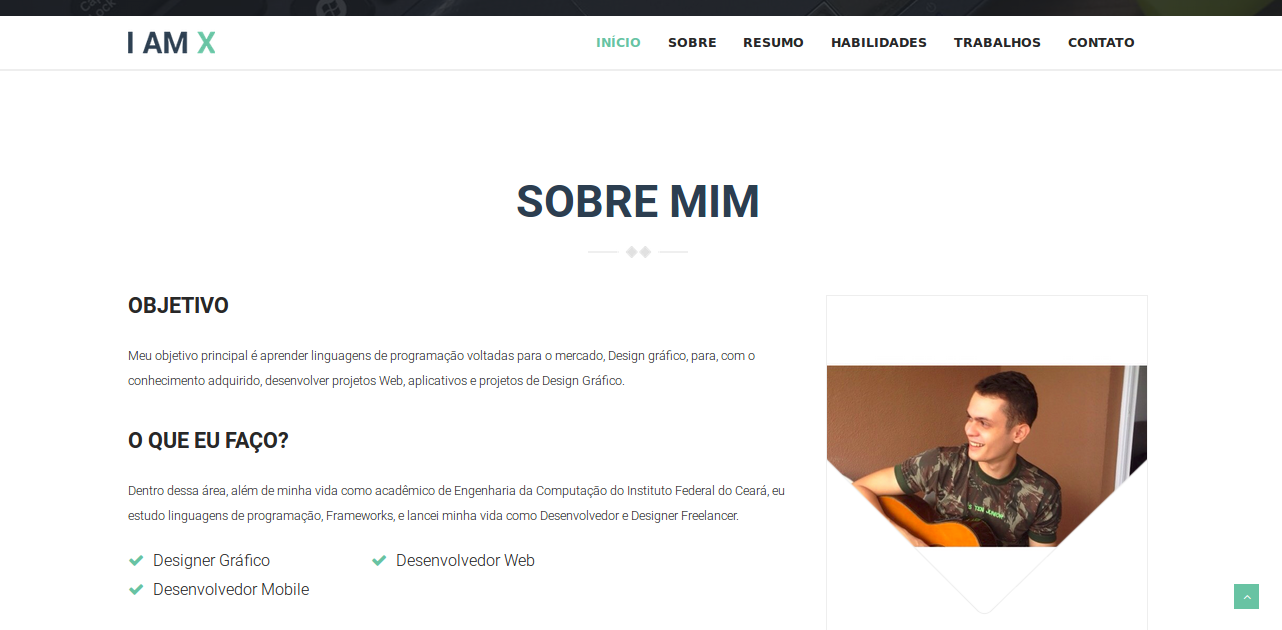 Caps
Lock
I AM X
INÍCIO SOBRE RESUMO HABILIDADES TRABALHOS CONTATO
SOBRE MIM
OBJETIVO
Meu objetivo principal é aprender linguagens de programação voltadas para o mercado, Design gráfico, para, com o
conhecimento adquirido, desenvolver projetos Web, aplicativos e projetos de Design Gráfico.
O QUE EU FAÇO?
Dentro dessa área, além de minha vida como acadêmico de Engenharia da Computação do Instituto Federal do Ceará, eu
estudo linguagens de programação, Frameworks, e lancei minha vida como Desenvolvedor e Designer Freelancer.
Designer Gráfico Desenvolvedor Web
Desenvolvedor Mobile